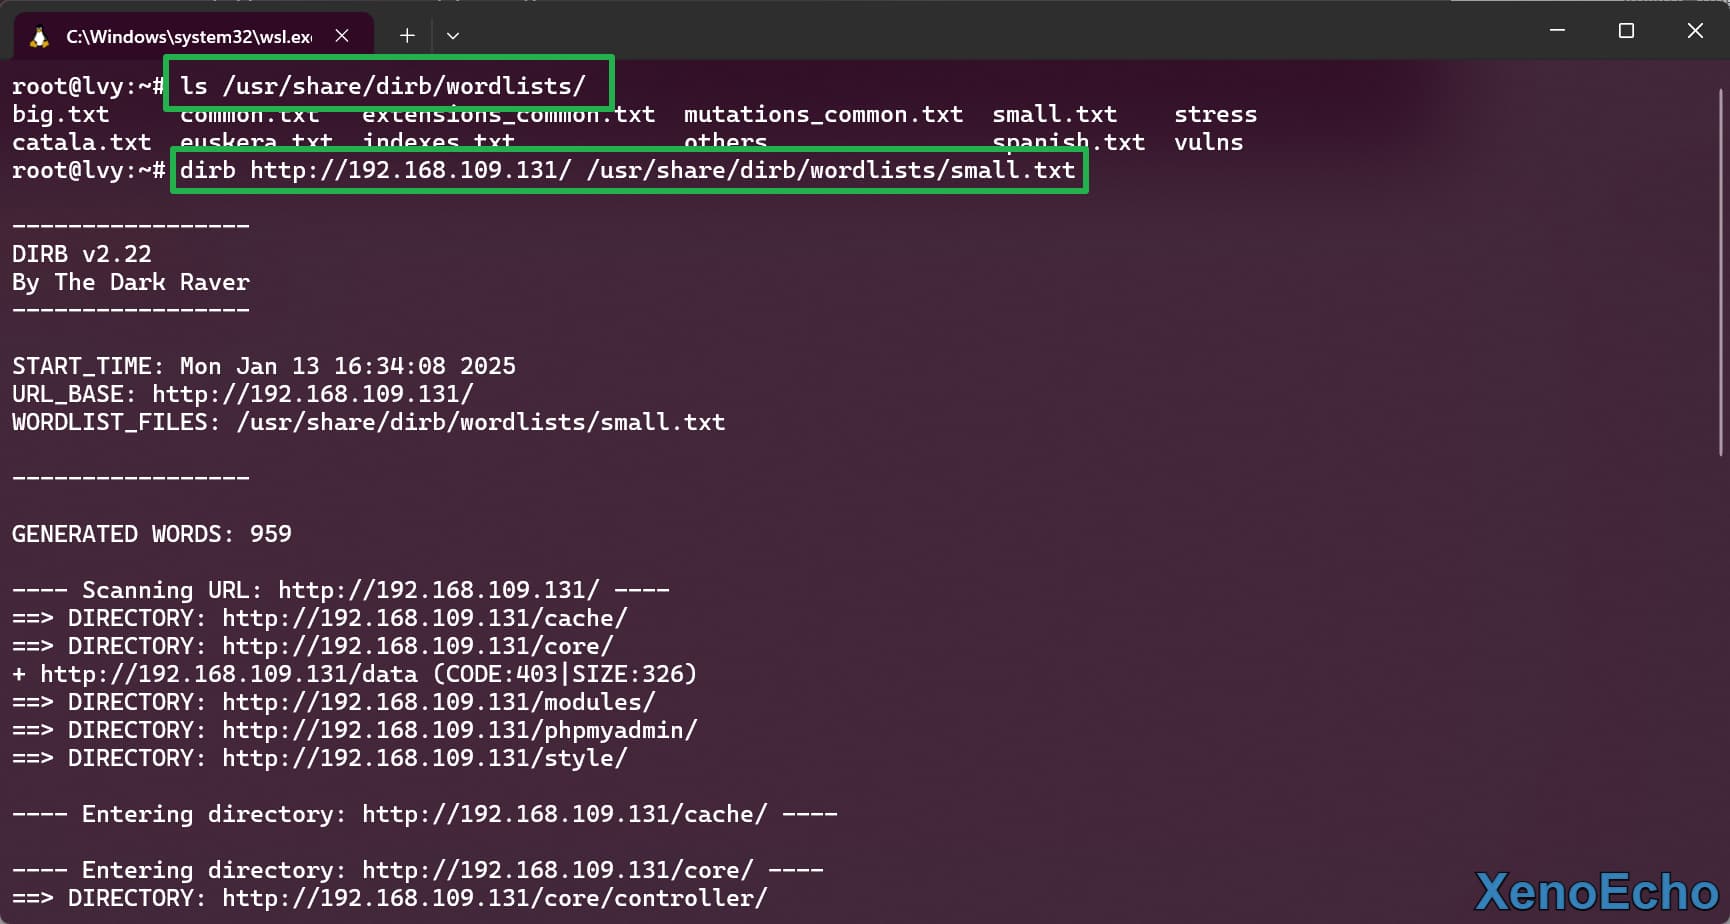 C:\Windows\system32\wsl.exe
root@lvy:~# ls /usr/share/dirb/wordlists/
big.txt common.txt extensions_common.txt mutations_common.txt small.txt stress
catala.txt euskera.txt indexes.txt others spanish.txt vulns
root@lvy:~# dirb http://192.168.109.131/ /usr/share/dirb/wordlists/small.txt
-----------------
DIRB v2.22
By The Dark Raver
-----------------
START_TIME: Mon Jan 13 16:34:08 2025
URL_BASE: http://192.168.109.131/
WORDLIST_FILES: /usr/share/dirb/wordlists/small.txt
-----------------
GENERATED WORDS: 959
---- Scanning URL: http://192.168.109.131/ ----
==> DIRECTORY: http://192.168.109.131/cache/
==> DIRECTORY: http://192.168.109.131/core/
+ http://192.168.109.131/data (CODE:403|SIZE:326)
==> DIRECTORY: http://192.168.109.131/modules/
==> DIRECTORY: http://192.168.109.131/phpmyadmin/
==> DIRECTORY: http://192.168.109.131/style/
---- Entering directory: http://192.168.109.131/cache/ ----
---- Entering directory: http://192.168.109.131/core/ ----
==> DIRECTORY: http://192.168.109.131/core/controller/
XenoEcho